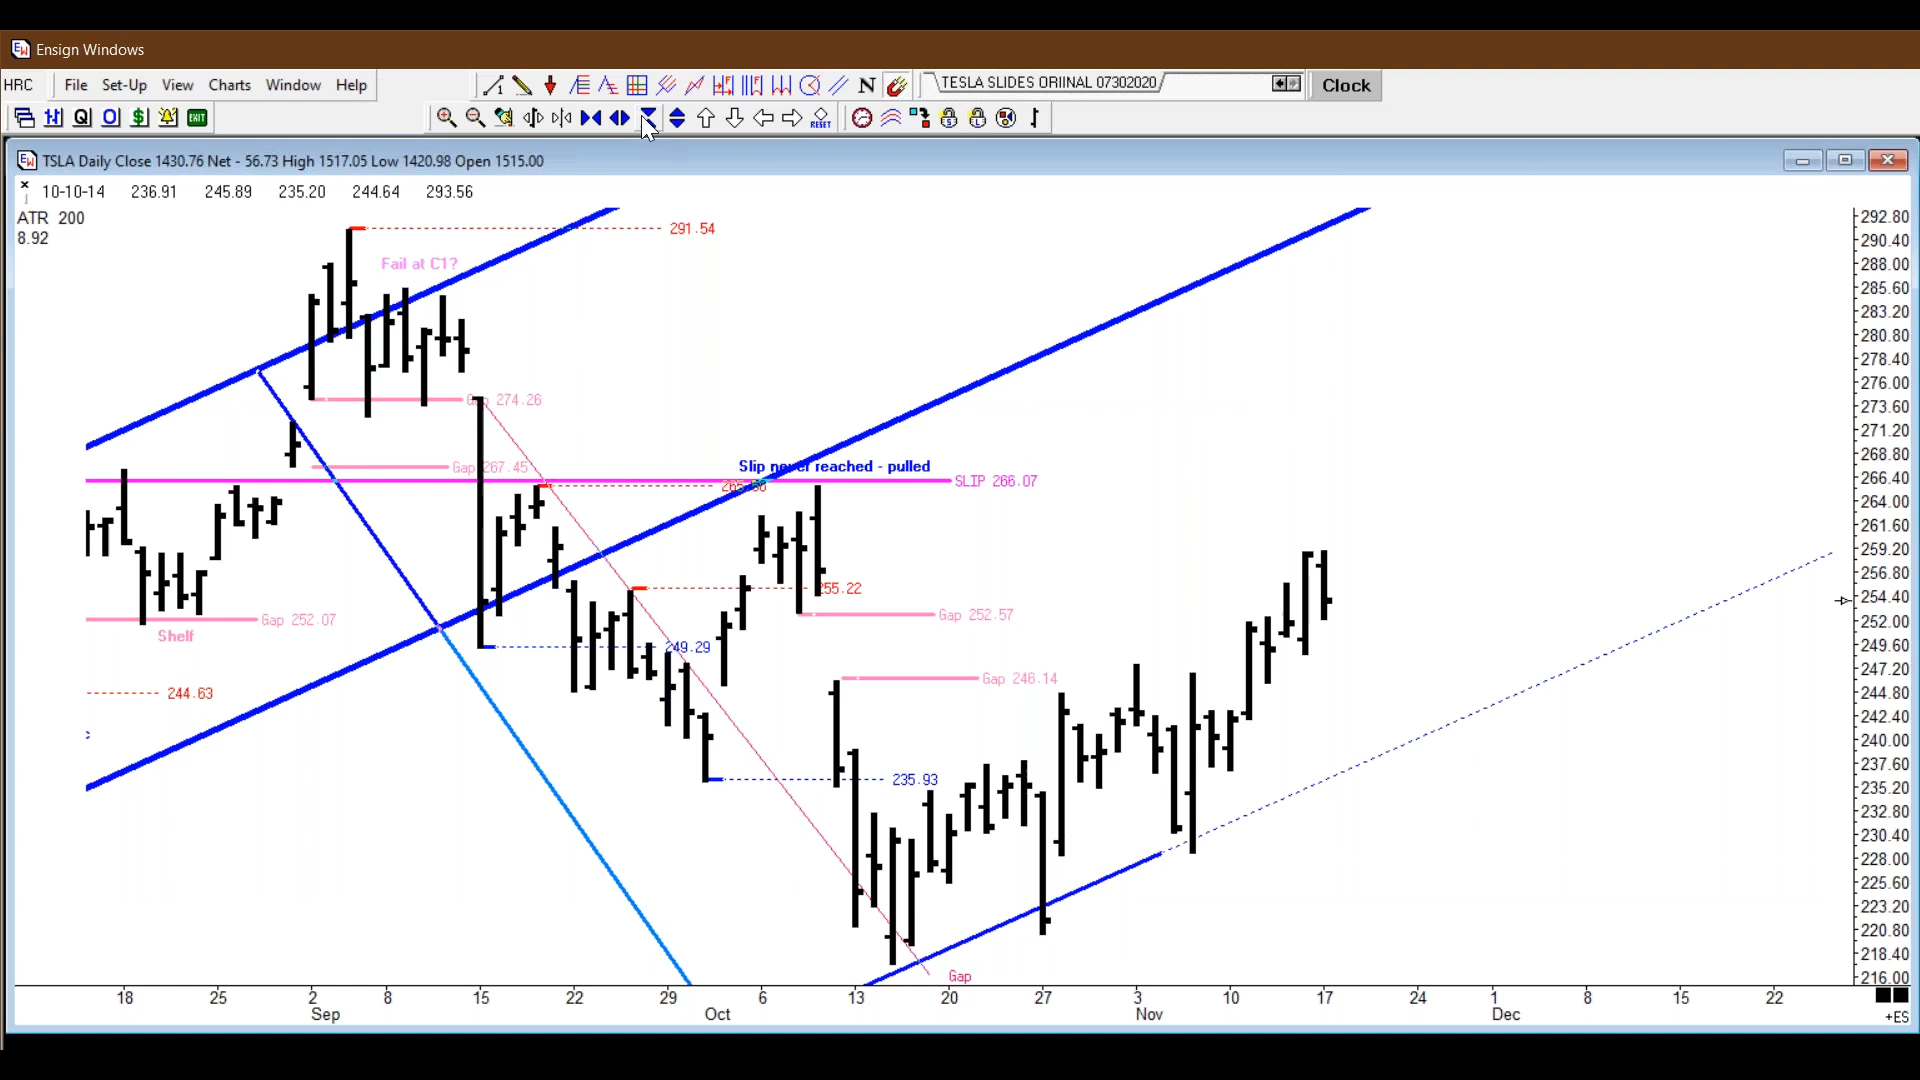 Ensign Windows
HRC File Set-Up View Charts Window Help
N
TESLA SLIDES ORIINAL 07302020
Clock
EXIT
RESET
TSLA Daily Close 1430.76 Net - 56.73 High 1517.05 Low 1420.98 Open 1515.00
10-10-14 236.91 245.89 235.20 244.64 293.56
ATR 200
8.92
291.54
Fail at C1?
Gap 274.26
Gap 267.45
Slip never reached - pulled
SLIP 266.07
255.22
Gap 252.07
Shelf
Gap 252.57
249.29
Gap 246.14
244.63
235.93
Gap
292.80
290.40
288.00
285.60
283.20
280.80
278.40
276.00
273.60
271.20
268.80
266.40
264.00
261.60
259.20
256.80
254.40
252.00
249.60
247.20
244.80
242.40
240.00
237.60
235.20
232.80
230.40
228.00
225.60
223.20
220.80
218.40
216.00
18 25 2 8 15 22 29 6 13 20 27 3 10 17 24 1 8 15 22
Sep Oct Nov Dec
+ES